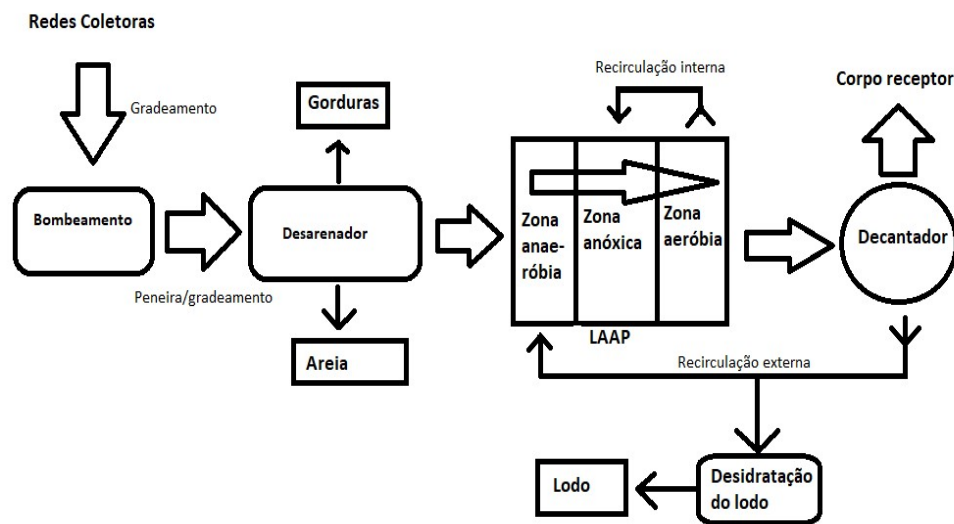 Redes Coletoras
Gradeamento
Bombeamento
Peneira/gradeamento
Gorduras
Desarenador
Areia
Recirculação interna
Zona
anae-
róbia
Zona
anóxica
Zona
aeróbia
LAAP
Corpo receptor
Decantador
Recirculação externa
Desidratação
do lodo
Lodo